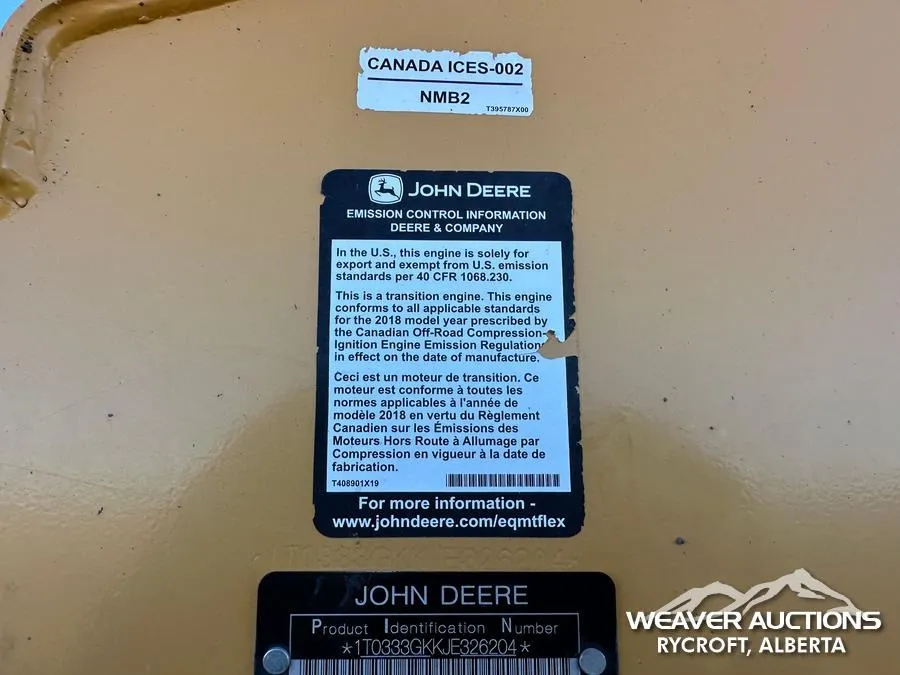 CANADA ICES-002
NMB2
T395787X00
JOHN DEERE
EMISSION CONTROL INFORMATION
DEERE & COMPANY
In the U.S., this engine is solely for
export and exempt from U.S. emission
standards per 40 CFR 1068.230.
This is a transition engine. This engine
conforms to all applicable standards
for the 2018 model year prescribed by
the Canadian Off-Road Compression-
Ignition Engine Emission Regulations
in effect on the date of manufacture.
Ceci est un moteur de transition. Ce
moteur est conforme à toutes les
normes applicables à l'année de
modèle 2018 en vertu du Règlement
Canadien sur les Émissions des
Moteurs Hors Route à Allumage par
Compression en vigueur à la date de
fabrication.
T408901X19
For more information -
www.johndeere.com/eqmtflex
JOHN DEERE
Product Identification Number
*1T0333GKKJE326204*
WEAVER AUCTIONS
RYCROFT, ALBERTA